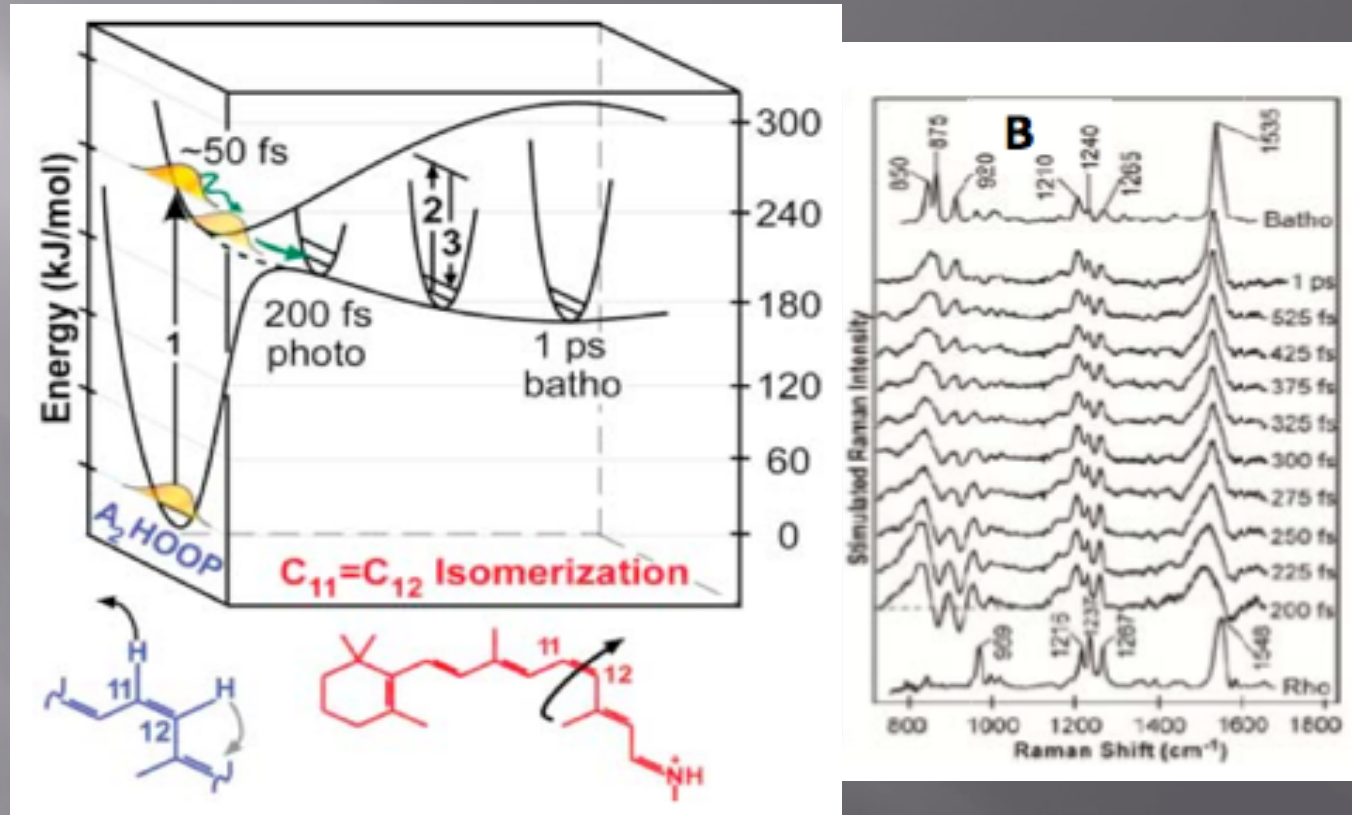 Energy (kJ/mol)
~50 fs
1
2
3
200 fs
photo
1 ps
batho
300
240
180
120
60
0
A₂ HOOP
C₁₁=C₁₂ Isomerization
H
11
H
12
11
12
+
NH
B
850
875
920
1210
1240
1265
1535
Batho
1 ps
525 fs
425 fs
375 fs
325 fs
300 fs
275 fs
250 fs
225 fs
200 fs
969
1216
1237
1267
1548
Rho
Stimulated Raman Intensity
800 1000 1200 1400 1600 1800
Raman Shift (cm⁻¹)